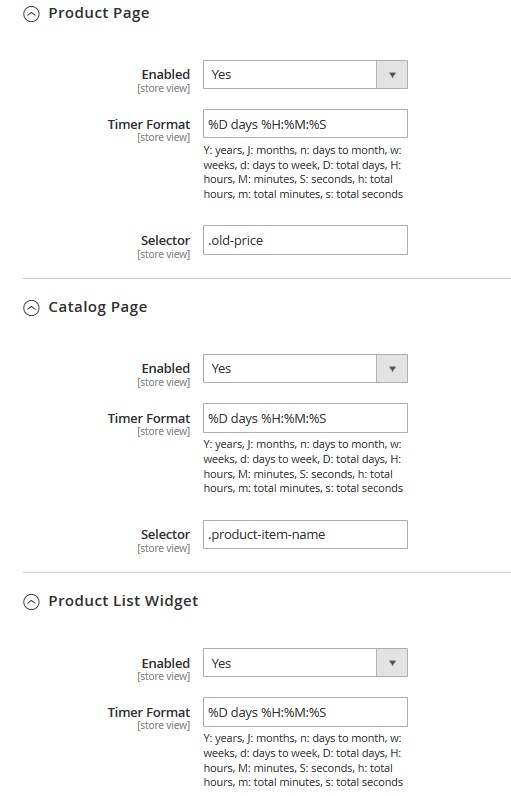 Product Page
Enabled
[store view]
Yes
Timer Format
[store view]
%D days %H:%M:%S
Y: years, J: months, n: days to month, w:
weeks, d: days to week, D: total days, H:
hours, M: minutes, S: seconds, h: total
hours, m: total minutes, s: total seconds
Selector
[store view]
.old-price
Catalog Page
Enabled
[store view]
Yes
Timer Format
[store view]
%D days %H:%M:%S
Y: years, J: months, n: days to month, w:
weeks, d: days to week, D: total days, H:
hours, M: minutes, S: seconds, h: total
hours, m: total minutes, s: total seconds
Selector
[store view]
.product-item-name
Product List Widget
Enabled
[store view]
Yes
Timer Format
[store view]
%D days %H:%M:%S
Y: years, J: months, n: days to month, w:
weeks, d: days to week, D: total days, H:
hours, M: minutes, S: seconds, h: total
hours, m: total minutes, s: total seconds